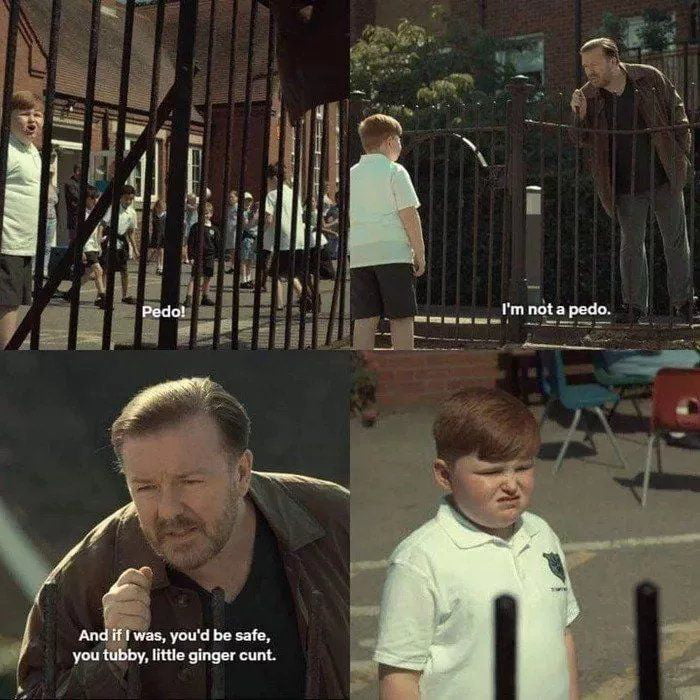 Pedo!
I'm not a pedo.
And if I was, you'd be safe,
you tubby, little ginger cunt.